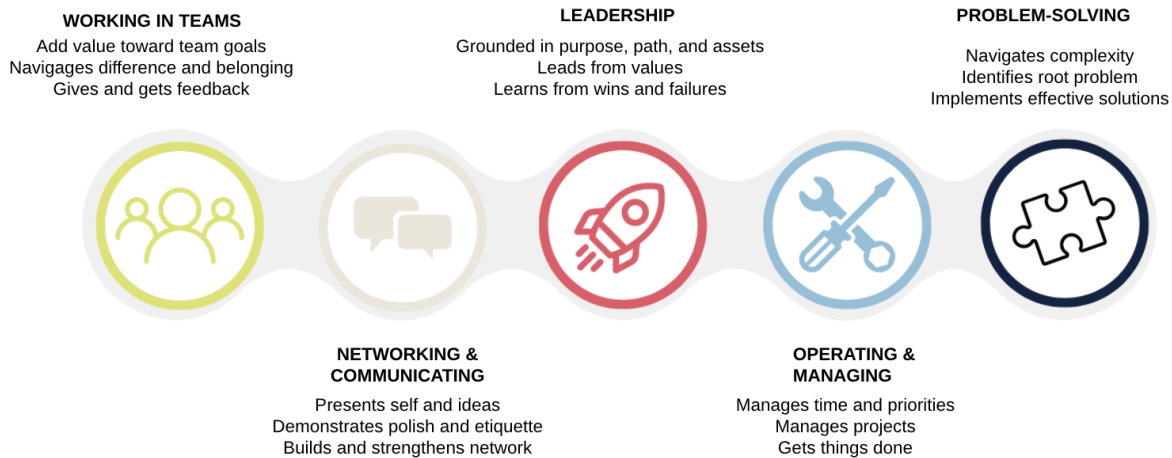 WORKING IN TEAMS
Add value toward team goals
Navigages difference and belonging
Gives and gets feedback
LEADERSHIP
Grounded in purpose, path, and assets
Leads from values
Learns from wins and failures
PROBLEM-SOLVING
Navigates complexity
Identifies root problem
Implements effective solutions
NETWORKING &
COMMUNICATING
Presents self and ideas
Demonstrates polish and etiquette
Builds and strengthens network
OPERATING &
MANAGING
Manages time and priorities
Manages projects
Gets things done